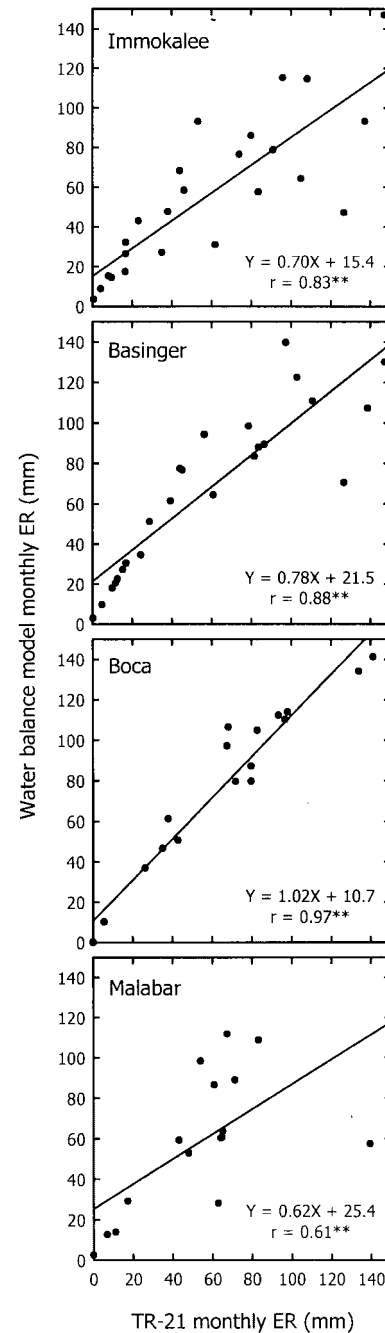 140
120
100
80
60
40
20
0
Immokalee
Y = 0.70X + 15.4
r = 0.83**
140
120
100
80
60
40
20
0
Basinger
Y = 0.78X + 21.5
r = 0.88**
140
120
100
80
60
40
20
0
Boca
Y = 1.02X + 10.7
r = 0.97**
140
120
100
80
60
40
20
0
Malabar
Y = 0.62X + 25.4
r = 0.61**
0 20 40 60 80 100 120 140
Water balance model monthly ER (mm)
TR-21 monthly ER (mm)